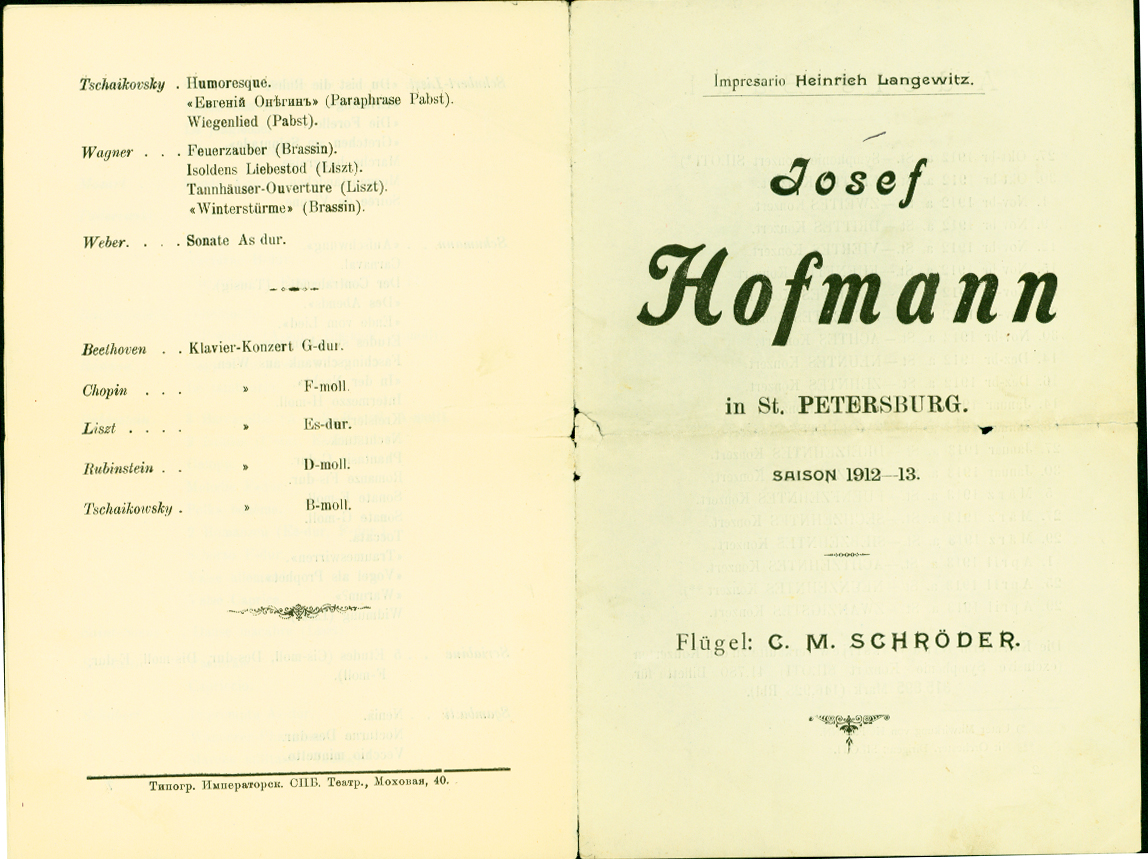 Tschaikovsky . Humoresque.
«Евгеній Онѣгинъ» (Paraphrase Pabst).
Wiegenlied (Pabst).
Wagner . . . Feuerzauber (Brassin).
Isoldens Liebestod (Liszt).
Tannhäuser-Ouverture (Liszt).
«Winterstürme» (Brassin).
Weber. . . . Sonate As dur.
Beethoven . . Klavier-Konzert G-dur.
Chopin . . . » F-moll.
Liszt . . . . » Es-dur.
Rubinstein . . » D-moll.
Tschaikowsky . » B-moll.
Типогр. Императорск. СПБ. Театр., Моховая, 40.
Impresario Heinrich Langewitz.
Josef
Hofmann
in St. PETERSBURG.
SAISON 1912—13.
Flügel: C. M. SCHRÖDER.